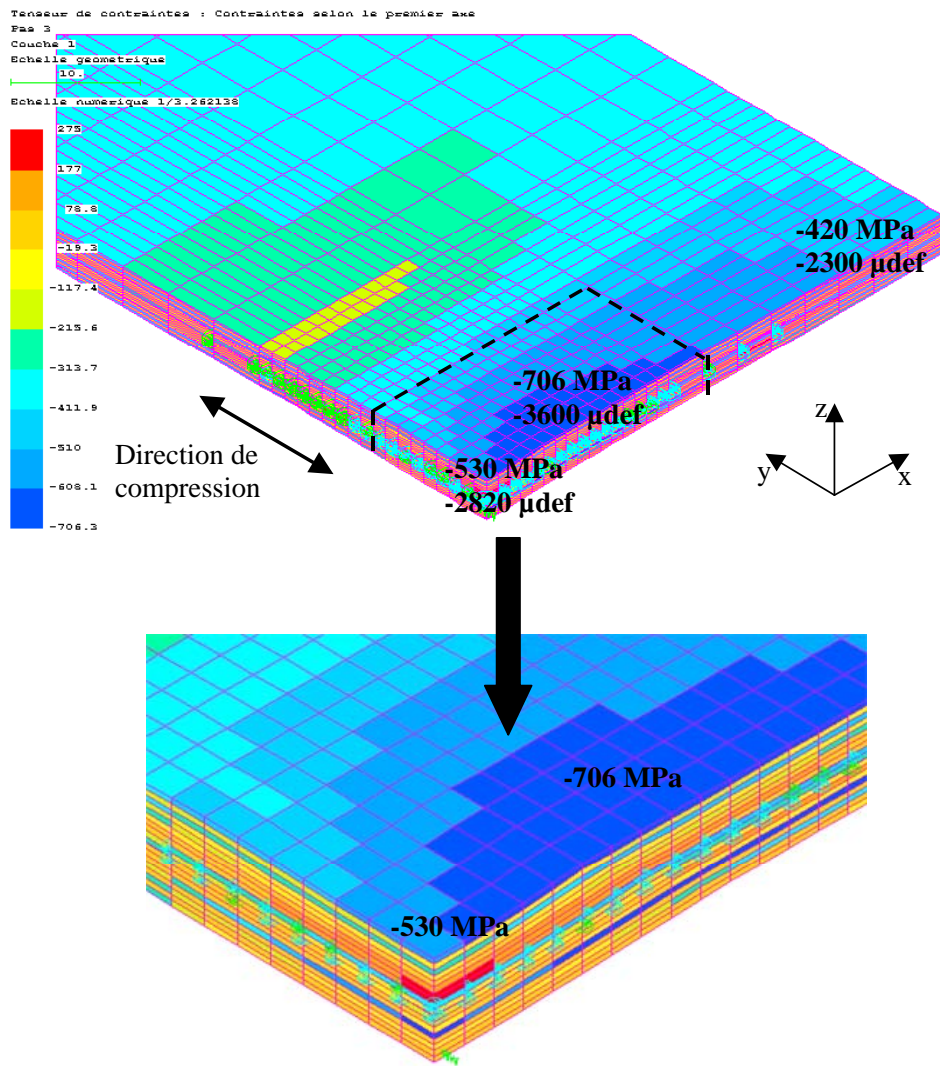 Tenseur de contraintes : Contraintes selon le premier axe
Pas 3
Couche 1
Echelle geometrique
10.
Echelle numerique 1/3.262138
275
177
78.8
-19.3
-117.4
-215.6
-313.7
-411.9
-510
-608.1
-706.3
-420 MPa
-2300 µdef
-706 MPa
-3600 µdef
-530 MPa
-2820 µdef
Direction de
compression
z
y
x
-706 MPa
-530 MPa